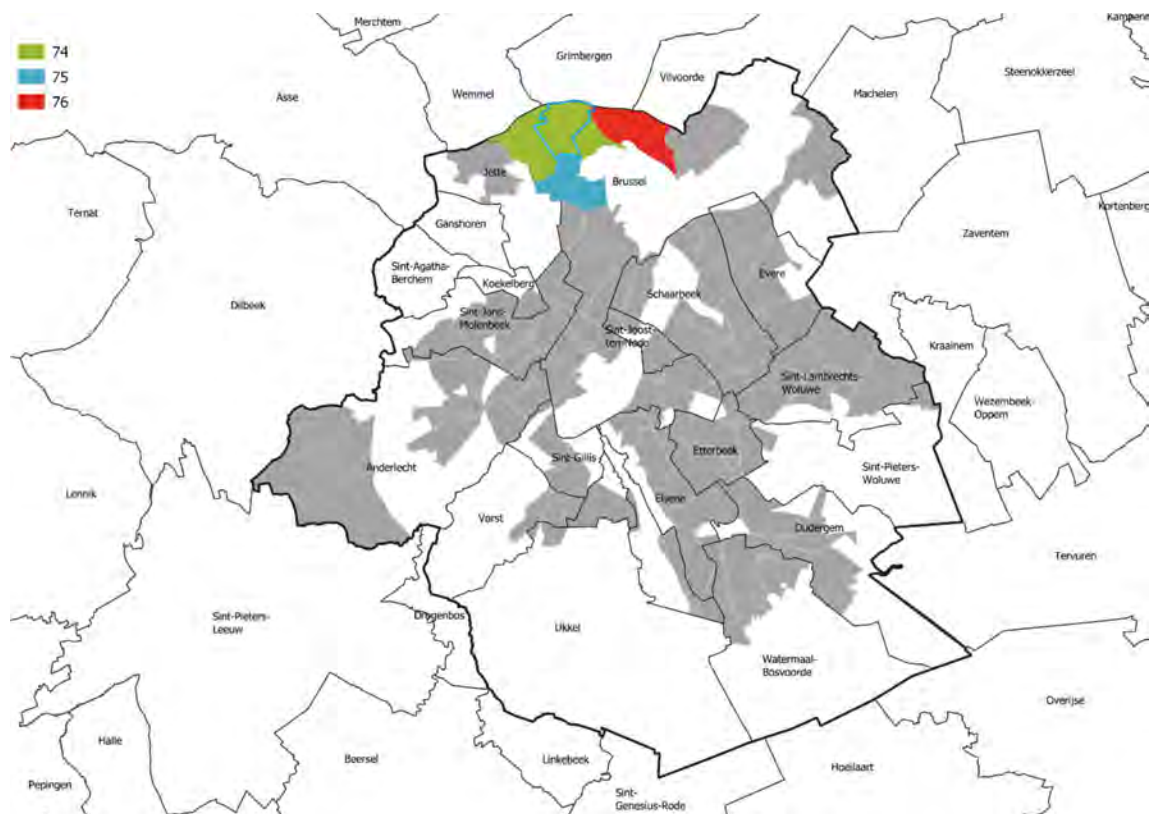 Merchtem
Kampenh
Grimbergen
Steenokkerzeel
74
75
76
Vilvoorde
Wemmel
Asse
Machelen
Jette
Brussel
Ternat
Kortenberg
Ganshoren
Zaventem
Sint-Agatha-
Berchem
Evere
Koekelberg
Schaarbeek
Dilbeek
Sint-Jans-
Molenbeek
Sint-Joost-
ten-Node
Kraainem
Sint-Lambrechts-
Woluwe
Wezembeek-
Oppem
Etterbeek
Sint-Gillis
Anderlecht
Sint-Pieters-
Woluwe
Lennik
Elsene
Vorst
Oudergem
Tervuren
Drogenbos
Sint-Pieters-
Leeuw
Ukkel
Watermaal-
Bosvoorde
Overijse
Halle
Beersel
Linkebeek
Hoeilaart
Pepingen
Sint-
Genesius-Rode